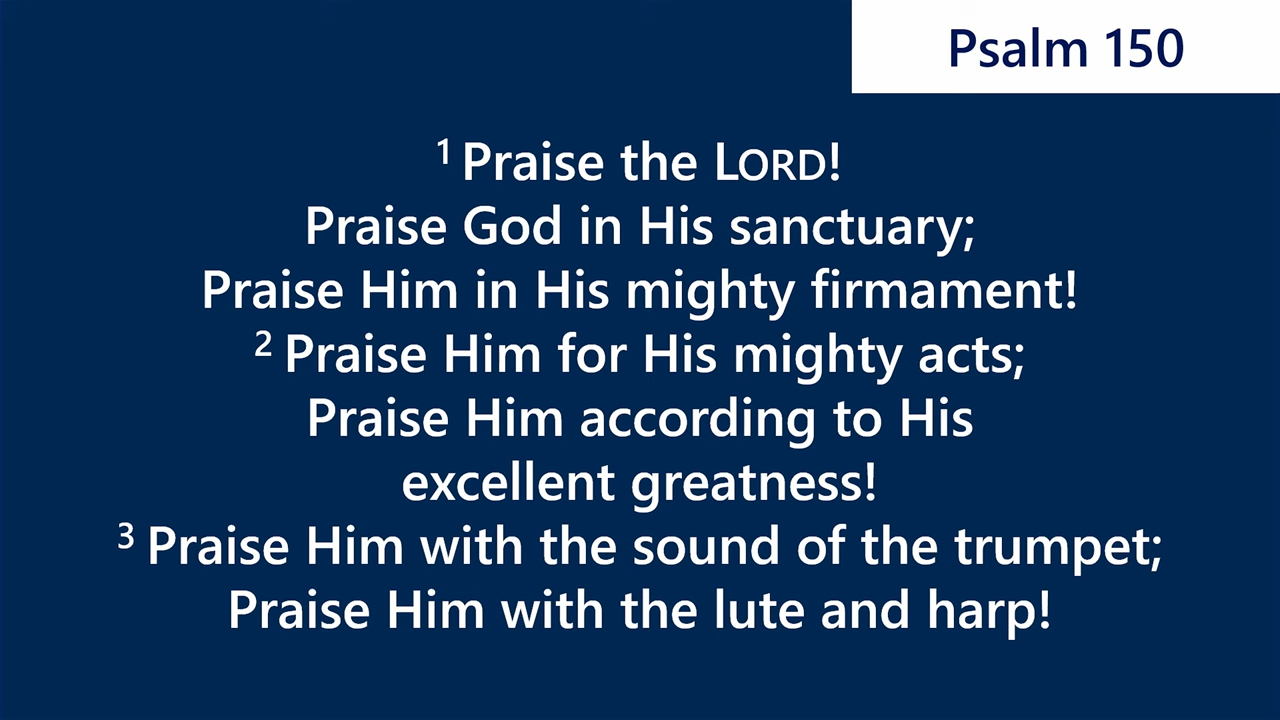 Psalm 150
1 Praise the LORD!
Praise God in His sanctuary;
Praise Him in His mighty firmament!
2 Praise Him for His mighty acts;
Praise Him according to His
excellent greatness!
3 Praise Him with the sound of the trumpet;
Praise Him with the lute and harp!